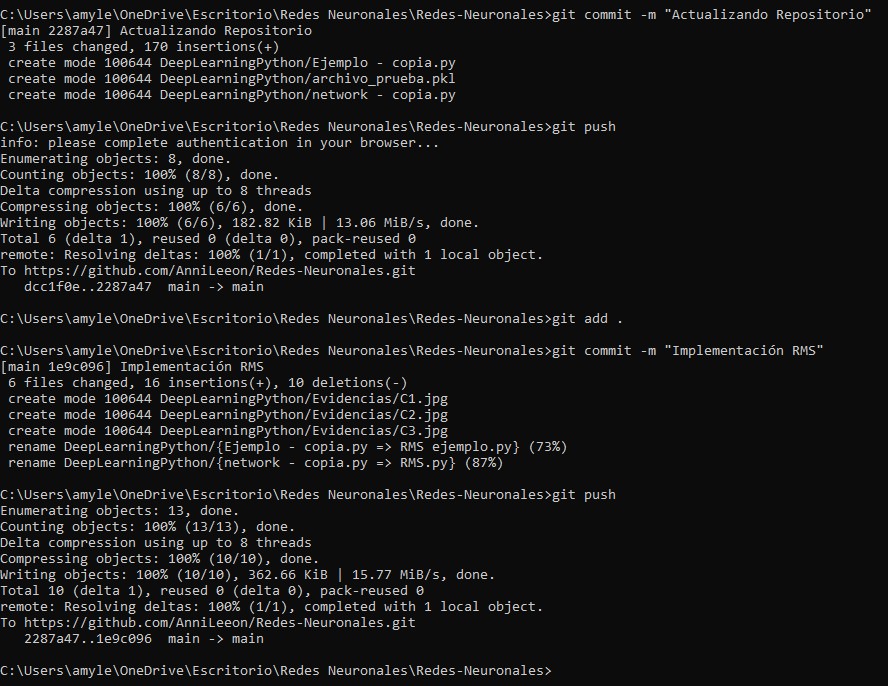 C:\Users\amyle\OneDrive\Escritorio\Redes Neuronales\Redes-Neuronales>git commit -m "Actualizando Repositorio"
[main 2287a47] Actualizando Repositorio
 3 files changed, 170 insertions(+)
 create mode 100644 DeepLearningPython/Ejemplo - copia.py
 create mode 100644 DeepLearningPython/archivo_prueba.pkl
 create mode 100644 DeepLearningPython/network - copia.py

C:\Users\amyle\OneDrive\Escritorio\Redes Neuronales\Redes-Neuronales>git push
info: please complete authentication in your browser...
Enumerating objects: 8, done.
Counting objects: 100% (8/8), done.
Delta compression using up to 8 threads
Compressing objects: 100% (6/6), done.
Writing objects: 100% (6/6), 182.82 KiB | 13.06 MiB/s, done.
Total 6 (delta 1), reused 0 (delta 0), pack-reused 0
remote: Resolving deltas: 100% (1/1), completed with 1 local object.
To https://github.com/AnniLeeon/Redes-Neuronales.git
   dcc1f0e..2287a47  main -> main

C:\Users\amyle\OneDrive\Escritorio\Redes Neuronales\Redes-Neuronales>git add .

C:\Users\amyle\OneDrive\Escritorio\Redes Neuronales\Redes-Neuronales>git commit -m "Implementación RMS"
[main 1e9c096] Implementación RMS
 6 files changed, 16 insertions(+), 10 deletions(-)
 create mode 100644 DeepLearningPython/Evidencias/C1.jpg
 create mode 100644 DeepLearningPython/Evidencias/C2.jpg
 create mode 100644 DeepLearningPython/Evidencias/C3.jpg
 rename DeepLearningPython/{Ejemplo - copia.py => RMS ejemplo.py} (73%)
 rename DeepLearningPython/{network - copia.py => RMS.py} (87%)

C:\Users\amyle\OneDrive\Escritorio\Redes Neuronales\Redes-Neuronales>git push
Enumerating objects: 13, done.
Counting objects: 100% (13/13), done.
Delta compression using up to 8 threads
Compressing objects: 100% (10/10), done.
Writing objects: 100% (10/10), 362.66 KiB | 15.77 MiB/s, done.
Total 10 (delta 1), reused 0 (delta 0), pack-reused 0
remote: Resolving deltas: 100% (1/1), completed with 1 local object.
To https://github.com/AnniLeeon/Redes-Neuronales.git
   2287a47..1e9c096  main -> main

C:\Users\amyle\OneDrive\Escritorio\Redes Neuronales\Redes-Neuronales>